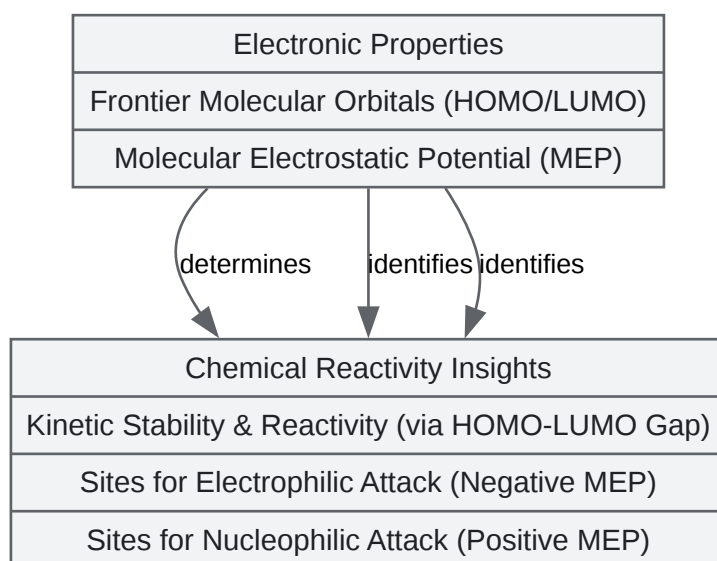 Electronic Properties
Frontier Molecular Orbitals (HOMO/LUMO)
Molecular Electrostatic Potential (MEP)
determines
identifies
identifies
Chemical Reactivity Insights
Kinetic Stability & Reactivity (via HOMO-LUMO Gap)
Sites for Electrophilic Attack (Negative MEP)
Sites for Nucleophilic Attack (Positive MEP)